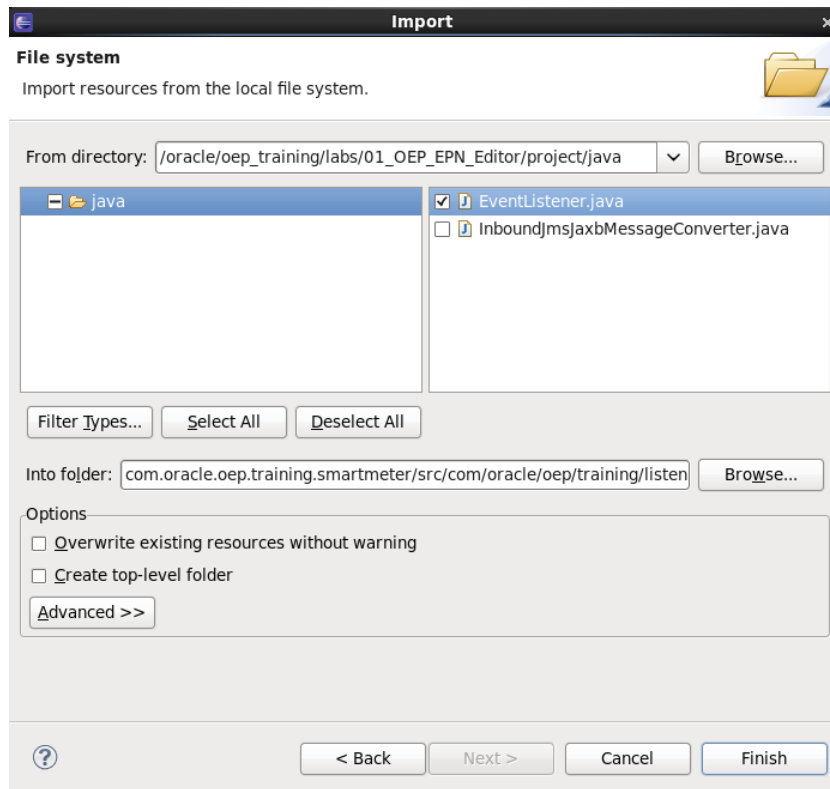 Import
File system
Import resources from the local file system.
From directory: /oracle/oep_training/labs/01_OEP_EPN_Editor/project/java Browse...
java
EventListener.java
InboundJmsJaxbMessageConverter.java
Filter Types... Select All Deselect All
Into folder: com.oracle.oep.training.smartmeter/src/com/oracle/oep/training/listen Browse...
Options
Overwrite existing resources without warning
Create top-level folder
Advanced >>
? < Back Next > Cancel Finish